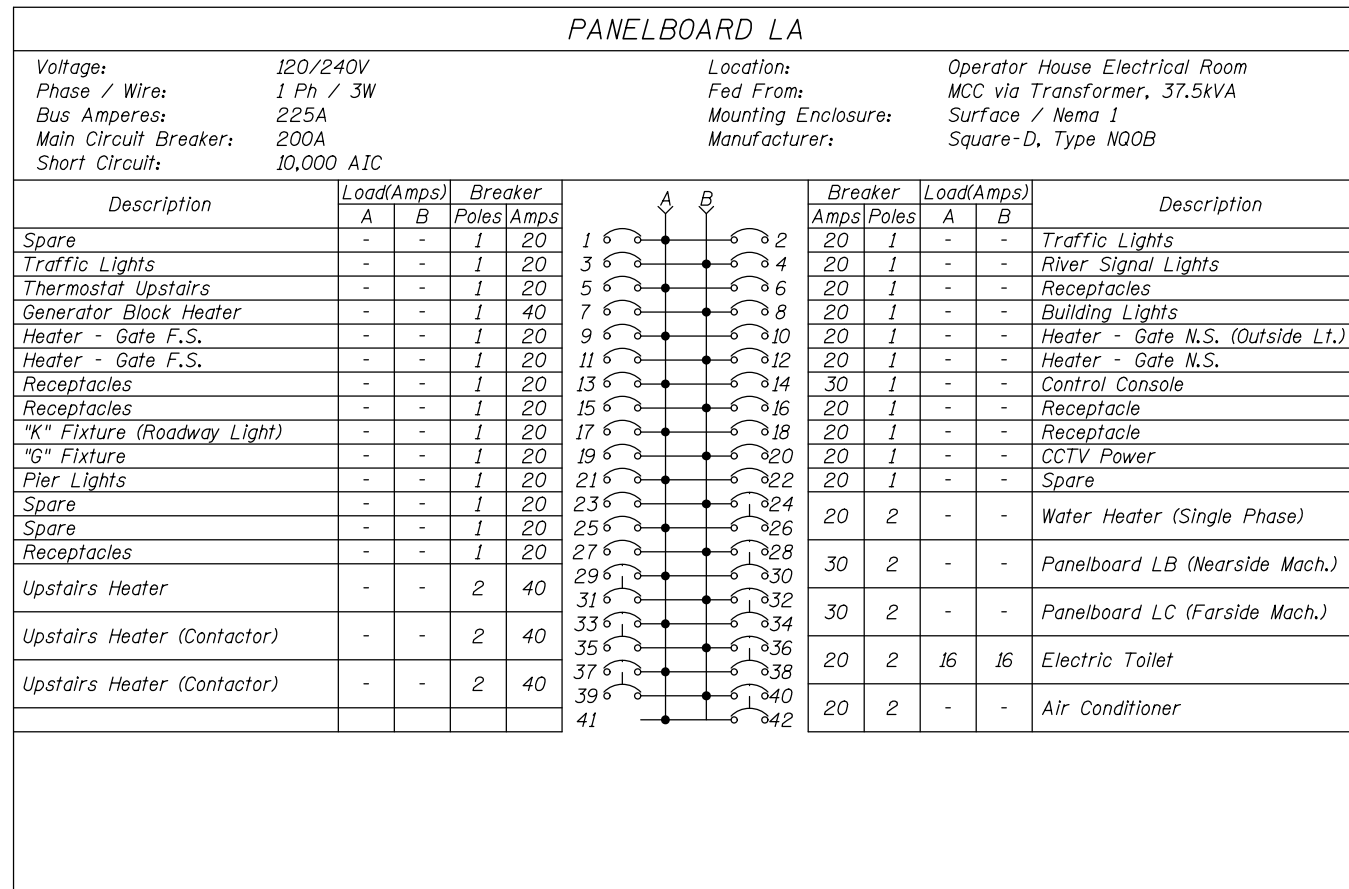 PANELBOARD LA
Voltage: 120/240V Location: Operator House Electrical Room
Phase / Wire: 1 Ph / 3W Fed From: MCC via Transformer, 37.5kVA
Bus Amperes: 225A Mounting Enclosure: Surface / Nema 1
Main Circuit Breaker: 200A Manufacturer: Square-D, Type NQOB
Short Circuit: 10,000 AIC
Description Load(Amps) Breaker A B Breaker Load(Amps) Description
A B Poles Amps Amps Poles A B
Spare - - 1 20 1 2 20 1 - - Traffic Lights
Traffic Lights - - 1 20 3 4 20 1 - - River Signal Lights
Thermostat Upstairs - - 1 20 5 6 20 1 - - Receptacles
Generator Block Heater - - 1 40 7 8 20 1 - - Building Lights
Heater - Gate F.S. - - 1 20 9 10 20 1 - - Heater - Gate N.S. (Outside Lt.)
Heater - Gate F.S. - - 1 20 11 12 20 1 - - Heater - Gate N.S.
Receptacles - - 1 20 13 14 30 1 - - Control Console
Receptacles - - 1 20 15 16 20 1 - - Receptacle
"K" Fixture (Roadway Light) - - 1 20 17 18 20 1 - - Receptacle
"G" Fixture - - 1 20 19 20 20 1 - - CCTV Power
Pier Lights - - 1 20 21 22 20 1 - - Spare
Spare - - 1 20 23 24 20 2 - - Water Heater (Single Phase)
Spare - - 1 20 25 26
Receptacles - - 1 20 27 28 30 2 - - Panelboard LB (Nearside Mach.)
Upstairs Heater - - 2 40 29 30
31 32 30 2 - - Panelboard LC (Farside Mach.)
Upstairs Heater (Contactor) - - 2 40 33 34
35 36 20 2 16 16 Electric Toilet
Upstairs Heater (Contactor) - - 2 40 37 38
39 40 20 2 - - Air Conditioner
41 42